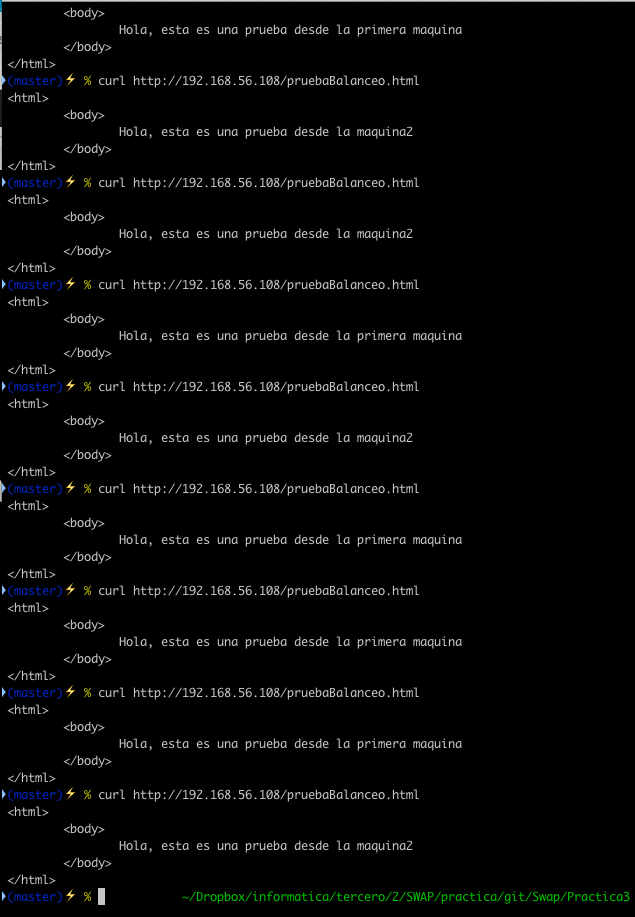 <body>
Hola, esta es una prueba desde la primera maquina
</body>
</html>
(master)⚡ % curl http://192.168.56.108/pruebaBalanceo.html
<html>
<body>
Hola, esta es una prueba desde la maquina2
</body>
</html>
(master)⚡ % curl http://192.168.56.108/pruebaBalanceo.html
<html>
<body>
Hola, esta es una prueba desde la maquina2
</body>
</html>
(master)⚡ % curl http://192.168.56.108/pruebaBalanceo.html
<html>
<body>
Hola, esta es una prueba desde la primera maquina
</body>
</html>
(master)⚡ % curl http://192.168.56.108/pruebaBalanceo.html
<html>
<body>
Hola, esta es una prueba desde la maquina2
</body>
</html>
(master)⚡ % curl http://192.168.56.108/pruebaBalanceo.html
<html>
<body>
Hola, esta es una prueba desde la primera maquina
</body>
</html>
(master)⚡ % curl http://192.168.56.108/pruebaBalanceo.html
<html>
<body>
Hola, esta es una prueba desde la primera maquina
</body>
</html>
(master)⚡ % curl http://192.168.56.108/pruebaBalanceo.html
<html>
<body>
Hola, esta es una prueba desde la primera maquina
</body>
</html>
(master)⚡ % curl http://192.168.56.108/pruebaBalanceo.html
<html>
<body>
Hola, esta es una prueba desde la maquina2
</body>
</html>
(master)⚡ % ~/Dropbox/informatica/tercero/2/SWAP/practica/git/Swap/Practica3